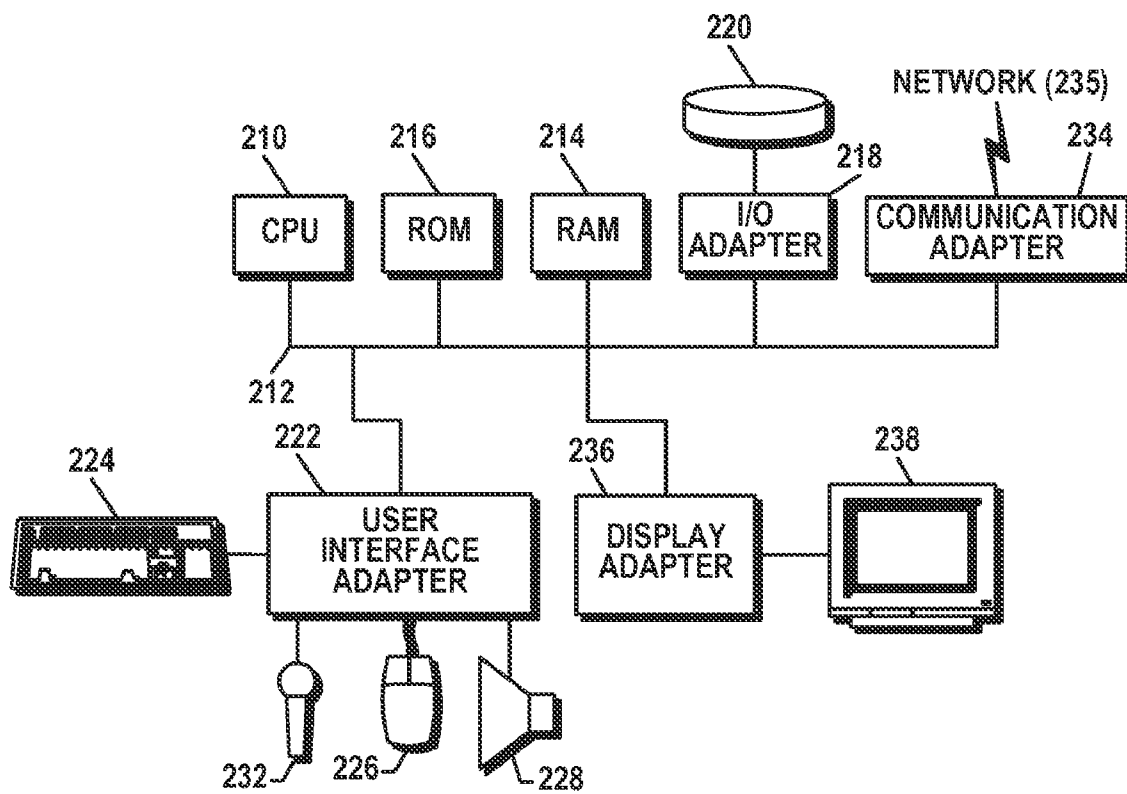 220
NETWORK (235)
210
216
214
218
234
CPU
ROM
RAM
I/O
ADAPTER
COMMUNICATION
ADAPTER
212
222
236
238
224
USER
INTERFACE
ADAPTER
DISPLAY
ADAPTER
232
226
228